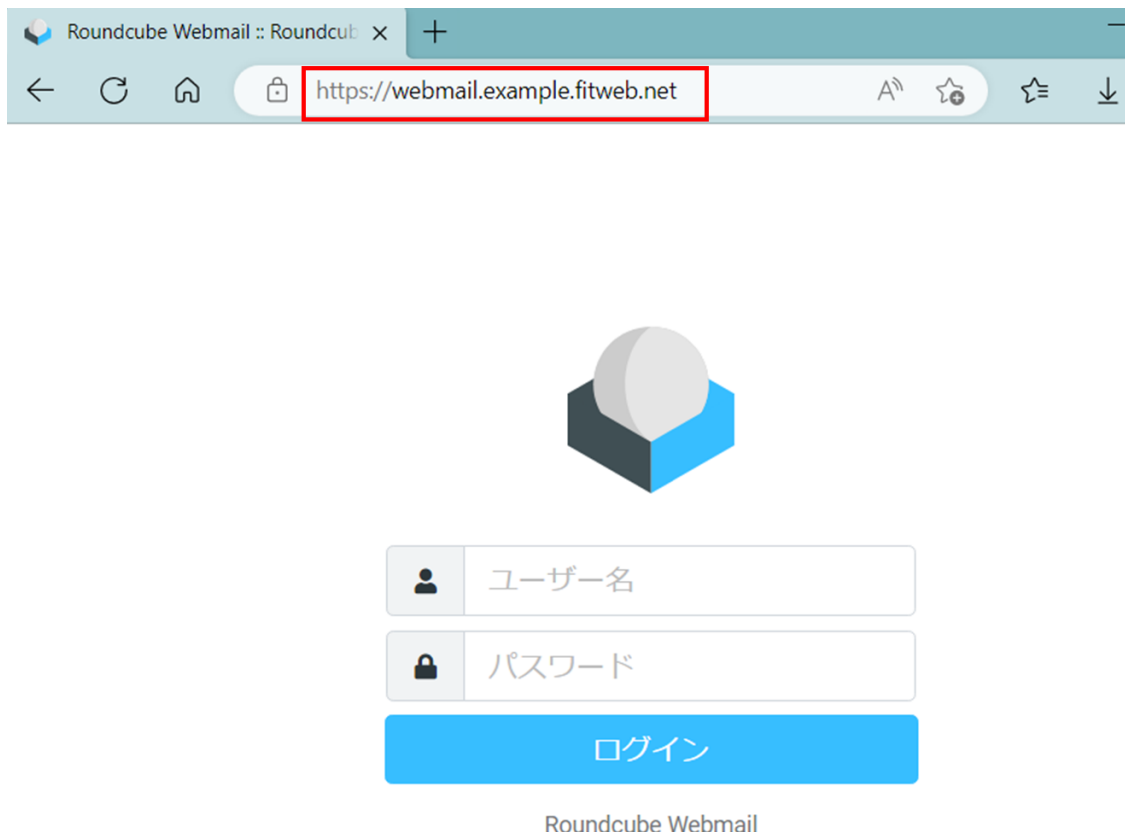 Roundcube Webmail :: Roundcub
https://webmail.example.fitweb.net
ユーザー名
パスワード
ログイン
Roundcube Webmail